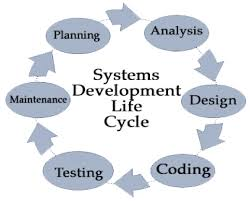 Planning
Analysis
Systems
Development
Life
Cycle
Maintenance
Design
Testing
Coding